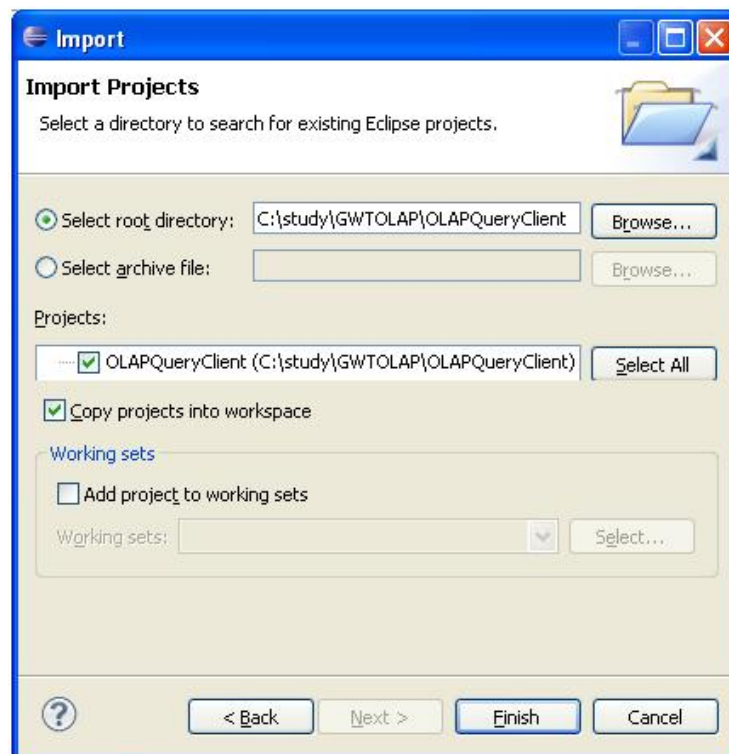 Import
Import Projects
Select a directory to search for existing Eclipse projects.
Select root directory: C:\study\GWTOLAP\OLAPQueryClient Browse...
Select archive file: Browse...
Projects:
OLAPQueryClient (C:\study\GWTOLAP\OLAPQueryClient) Select All
Copy projects into workspace
Working sets
Add project to working sets
Working sets: Select...
? < Back Next > Finish Cancel